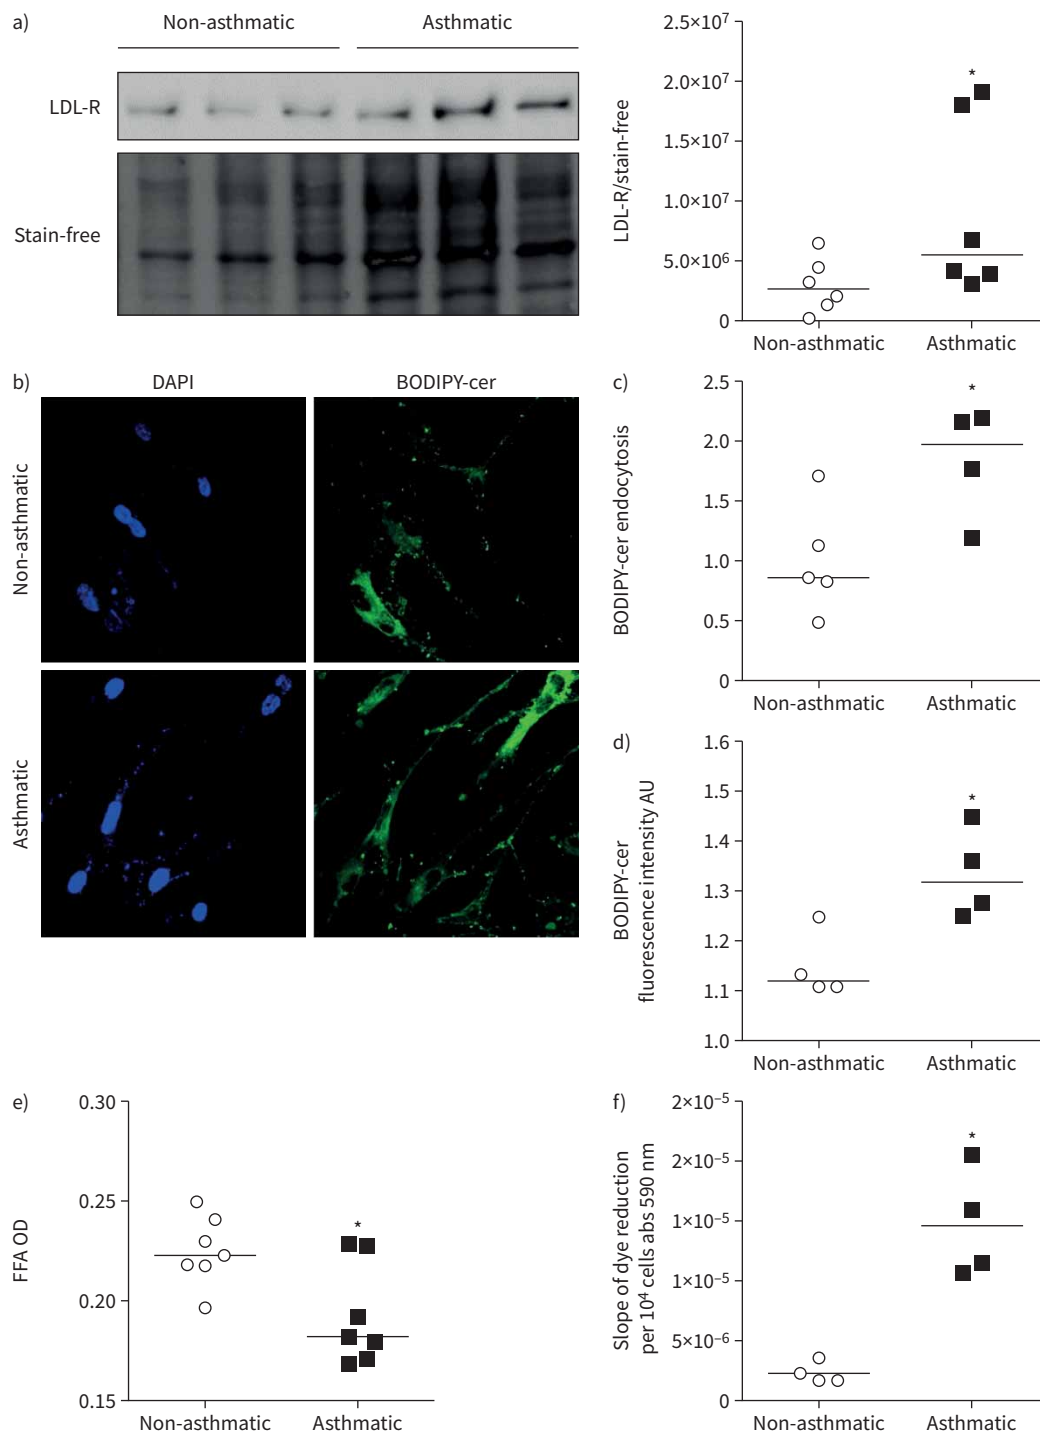 a)
Non-asthmatic
Asthmatic
LDL-R
Stain-free
LDL-R/stain-free
2.5×10⁷
2.0×10⁷
1.5×10⁷
1.0×10⁷
5.0×10⁶
0
*
Non-asthmatic
Asthmatic
b)
DAPI
BODIPY-cer
Non-asthmatic
Asthmatic
c)
BODIPY-cer endocytosis
2.5
2.0
1.5
1.0
0.5
0
*
Non-asthmatic
Asthmatic
d)
BODIPY-cer
fluorescence intensity AU
1.6
1.5
1.4
1.3
1.2
1.1
1.0
*
Non-asthmatic
Asthmatic
e)
FFA OD
0.30
0.25
0.20
0.15
*
Non-asthmatic
Asthmatic
f)
Slope of dye reduction
per 10⁴ cells abs 590 nm
2×10⁻⁵
2×10⁻⁵
1×10⁻⁵
1×10⁻⁵
5×10⁻⁶
0
*
Non-asthmatic
Asthmatic